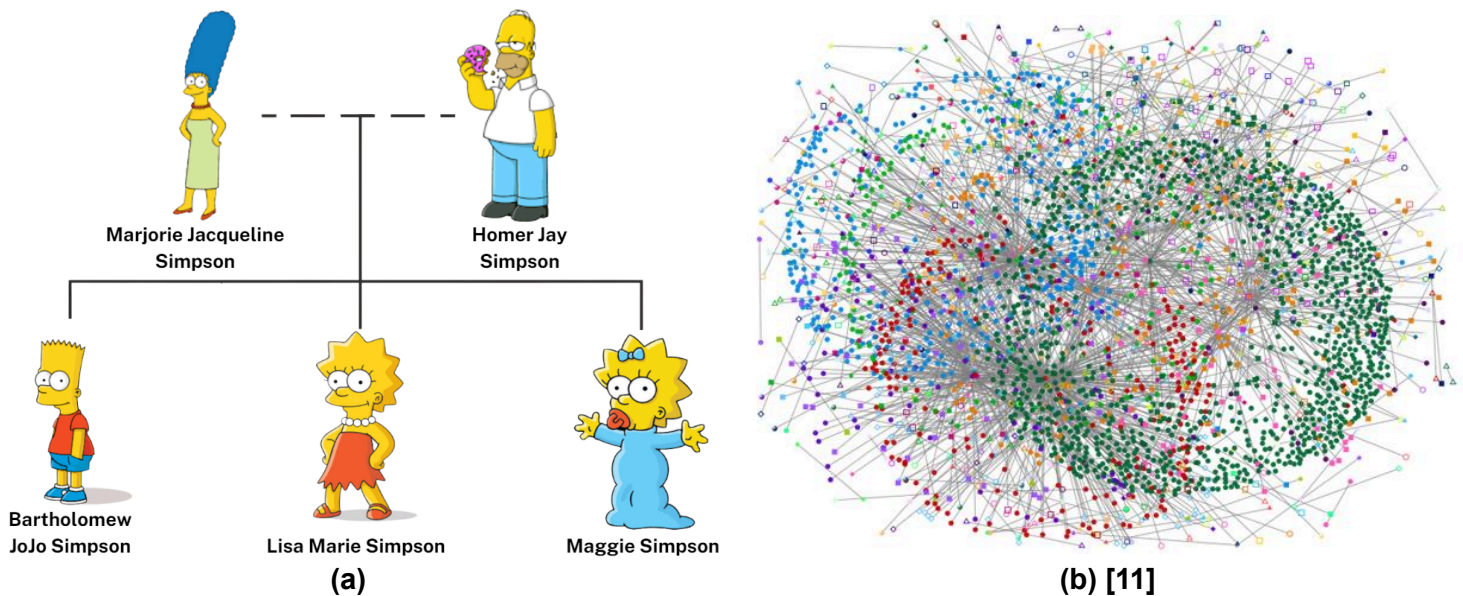 Marjorie Jacqueline
Simpson
Homer Jay
Simpson
Bartholomew
JoJo Simpson
Lisa Marie Simpson
Maggie Simpson
(a)
(b) [11]